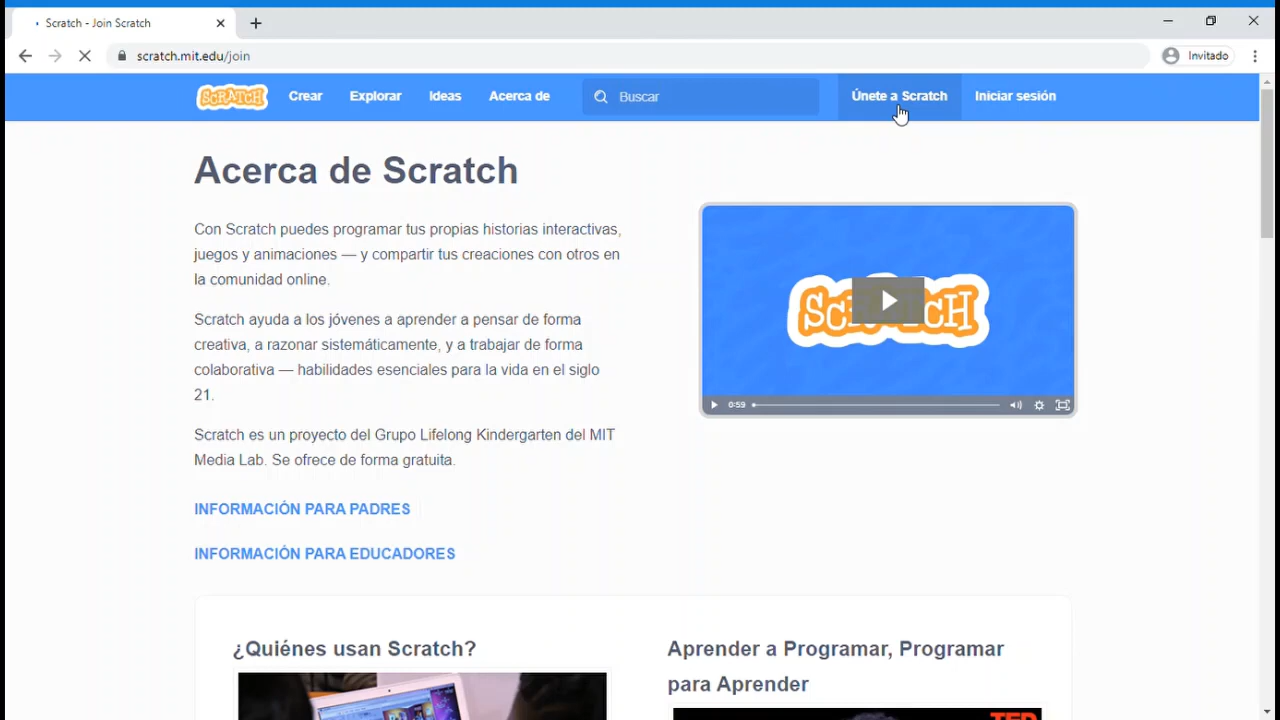 Scratch - Join Scratch
scratch.mit.edu/join
Invitado
SCRATCH
Crear
Explorar
Ideas
Acerca de
Buscar
Únete a Scratch
Iniciar sesión
Acerca de Scratch
Con Scratch puedes programar tus propias historias interactivas,
juegos y animaciones — y compartir tus creaciones con otros en
la comunidad online.
Scratch ayuda a los jóvenes a aprender a pensar de forma
creativa, a razonar sistemáticamente, y a trabajar de forma
colaborativa — habilidades esenciales para la vida en el siglo
21.
Scratch es un proyecto del Grupo Lifelong Kindergarten del MIT
Media Lab. Se ofrece de forma gratuita.
INFORMACIÓN PARA PADRES
INFORMACIÓN PARA EDUCADORES
SCRATCH
0:59
¿Quiénes usan Scratch?
Aprender a Programar, Programar
para Aprender
TED